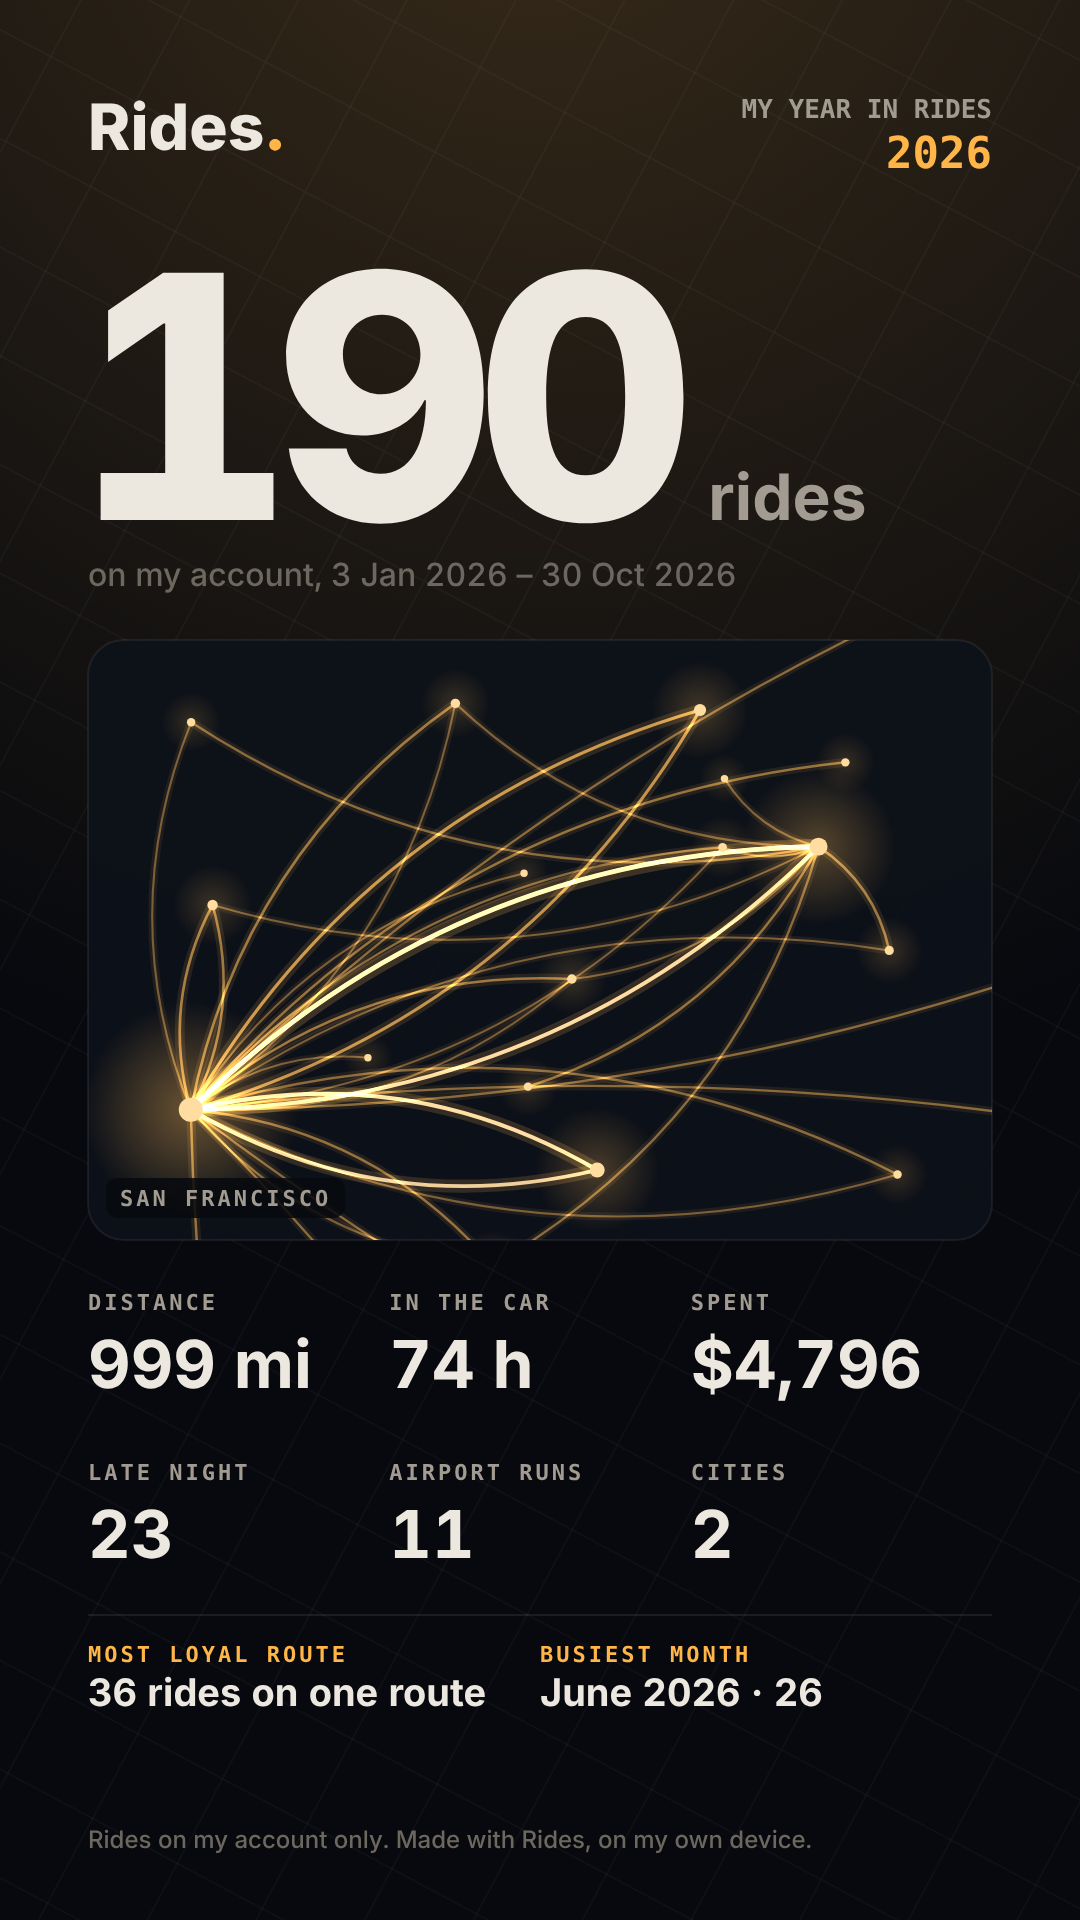 Rides.
MY YEAR IN RIDES
2026
190 rides
on my account, 3 Jan 2026 – 30 Oct 2026
SAN FRANCISCO
DISTANCE IN THE CAR SPENT
999 mi 74 h $4,796
LATE NIGHT AIRPORT RUNS CITIES
23 11 2
MOST LOYAL ROUTE BUSIEST MONTH
36 rides on one route June 2026 · 26
Rides on my account only. Made with Rides, on my own device.